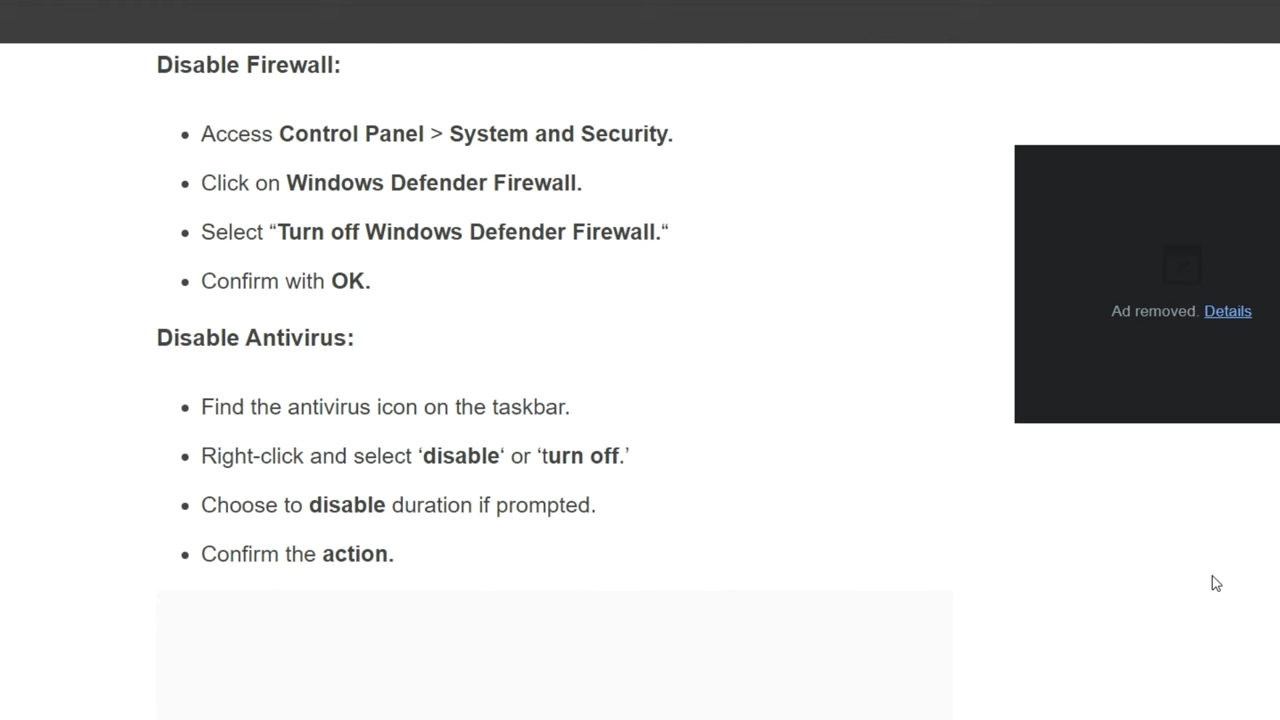 Disable Firewall:
Access Control Panel > System and Security.
Click on Windows Defender Firewall.
Select “Turn off Windows Defender Firewall.“
Confirm with OK.
Ad removed. Details
Disable Antivirus:
Find the antivirus icon on the taskbar.
Right-click and select ‘disable‘ or ‘turn off.’
Choose to disable duration if prompted.
Confirm the action.